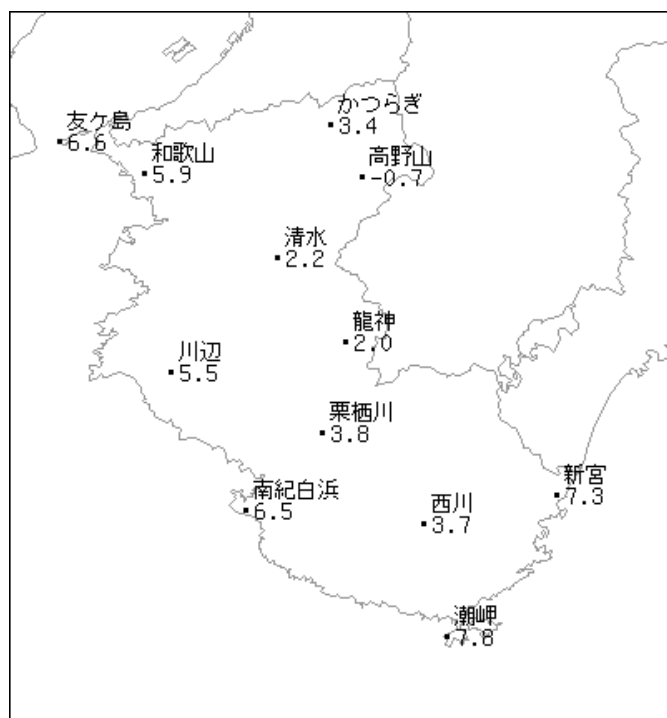 友ケ島
6.6
和歌山
5.9
かつらぎ
3.4
高野山
-0.7
清水
2.2
龍神
2.0
川辺
5.5
栗栖川
3.8
南紀白浜
6.5
西川
3.7
新宮
7.3
潮岬
7.8